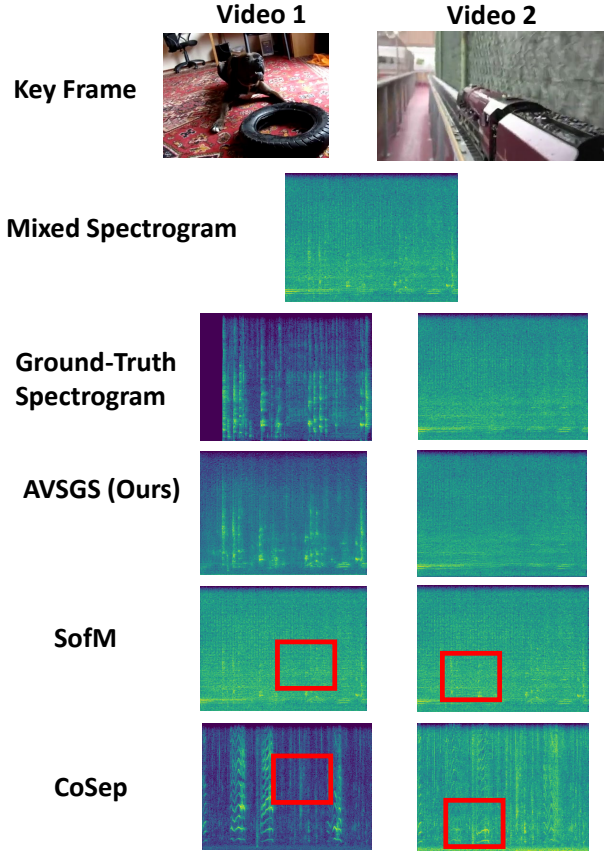 Video 1
Video 2
Key Frame
Mixed Spectrogram
Ground-Truth
Spectrogram
AVSGS (Ours)
SofM
CoSep